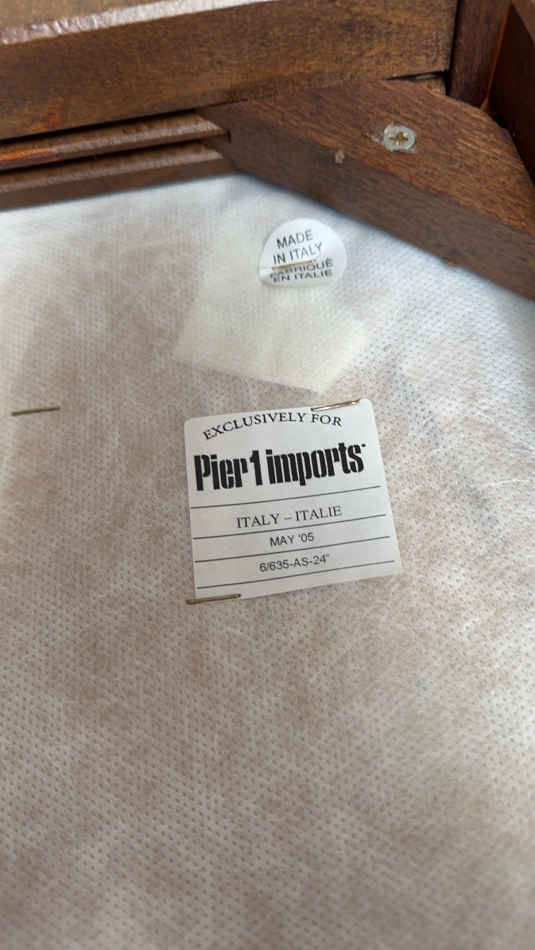 MADE
IN ITALY
FABRIQUÉ
EN ITALIE
EXCLUSIVELY FOR
Pier 1 imports
ITALY – ITALIE
MAY '05
6/635-AS-24"